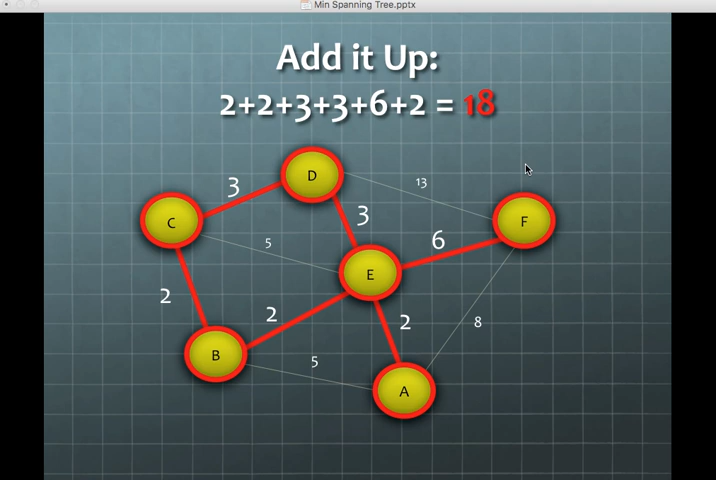 Min Spanning Tree.pptx
Add it Up:
2+2+3+3+6+2 = 18
D
13
3
C
3
F
5
6
E
2
2
2
8
B
5
A